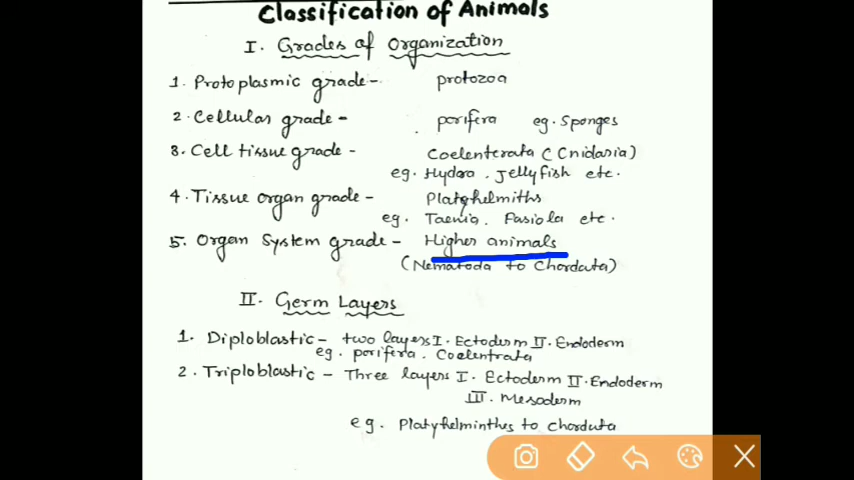 Classification of Animals
I. Grades of Organization
1. Protoplasmic grade- protozoa
2. Cellular grade - porifera eg. Sponges
3. Cell tissue grade - Coelenterata (Cnidaria)
eg. Hydra. Jellyfish etc.
4. Tissue organ grade - Platyhelmiths
eg. Taenia. Fasiola etc.
5. Organ System grade - Higher animals
(Nematoda to Chordata)
II. Germ Layers
1. Diploblastic - two layers I. Ectoderm II. Endoderm
eg. porifera. Coelentrata
2. Triploblastic - Three layers I. Ectoderm II. Endoderm
III. Mesoderm
eg. Platyhelminthes to Chordata